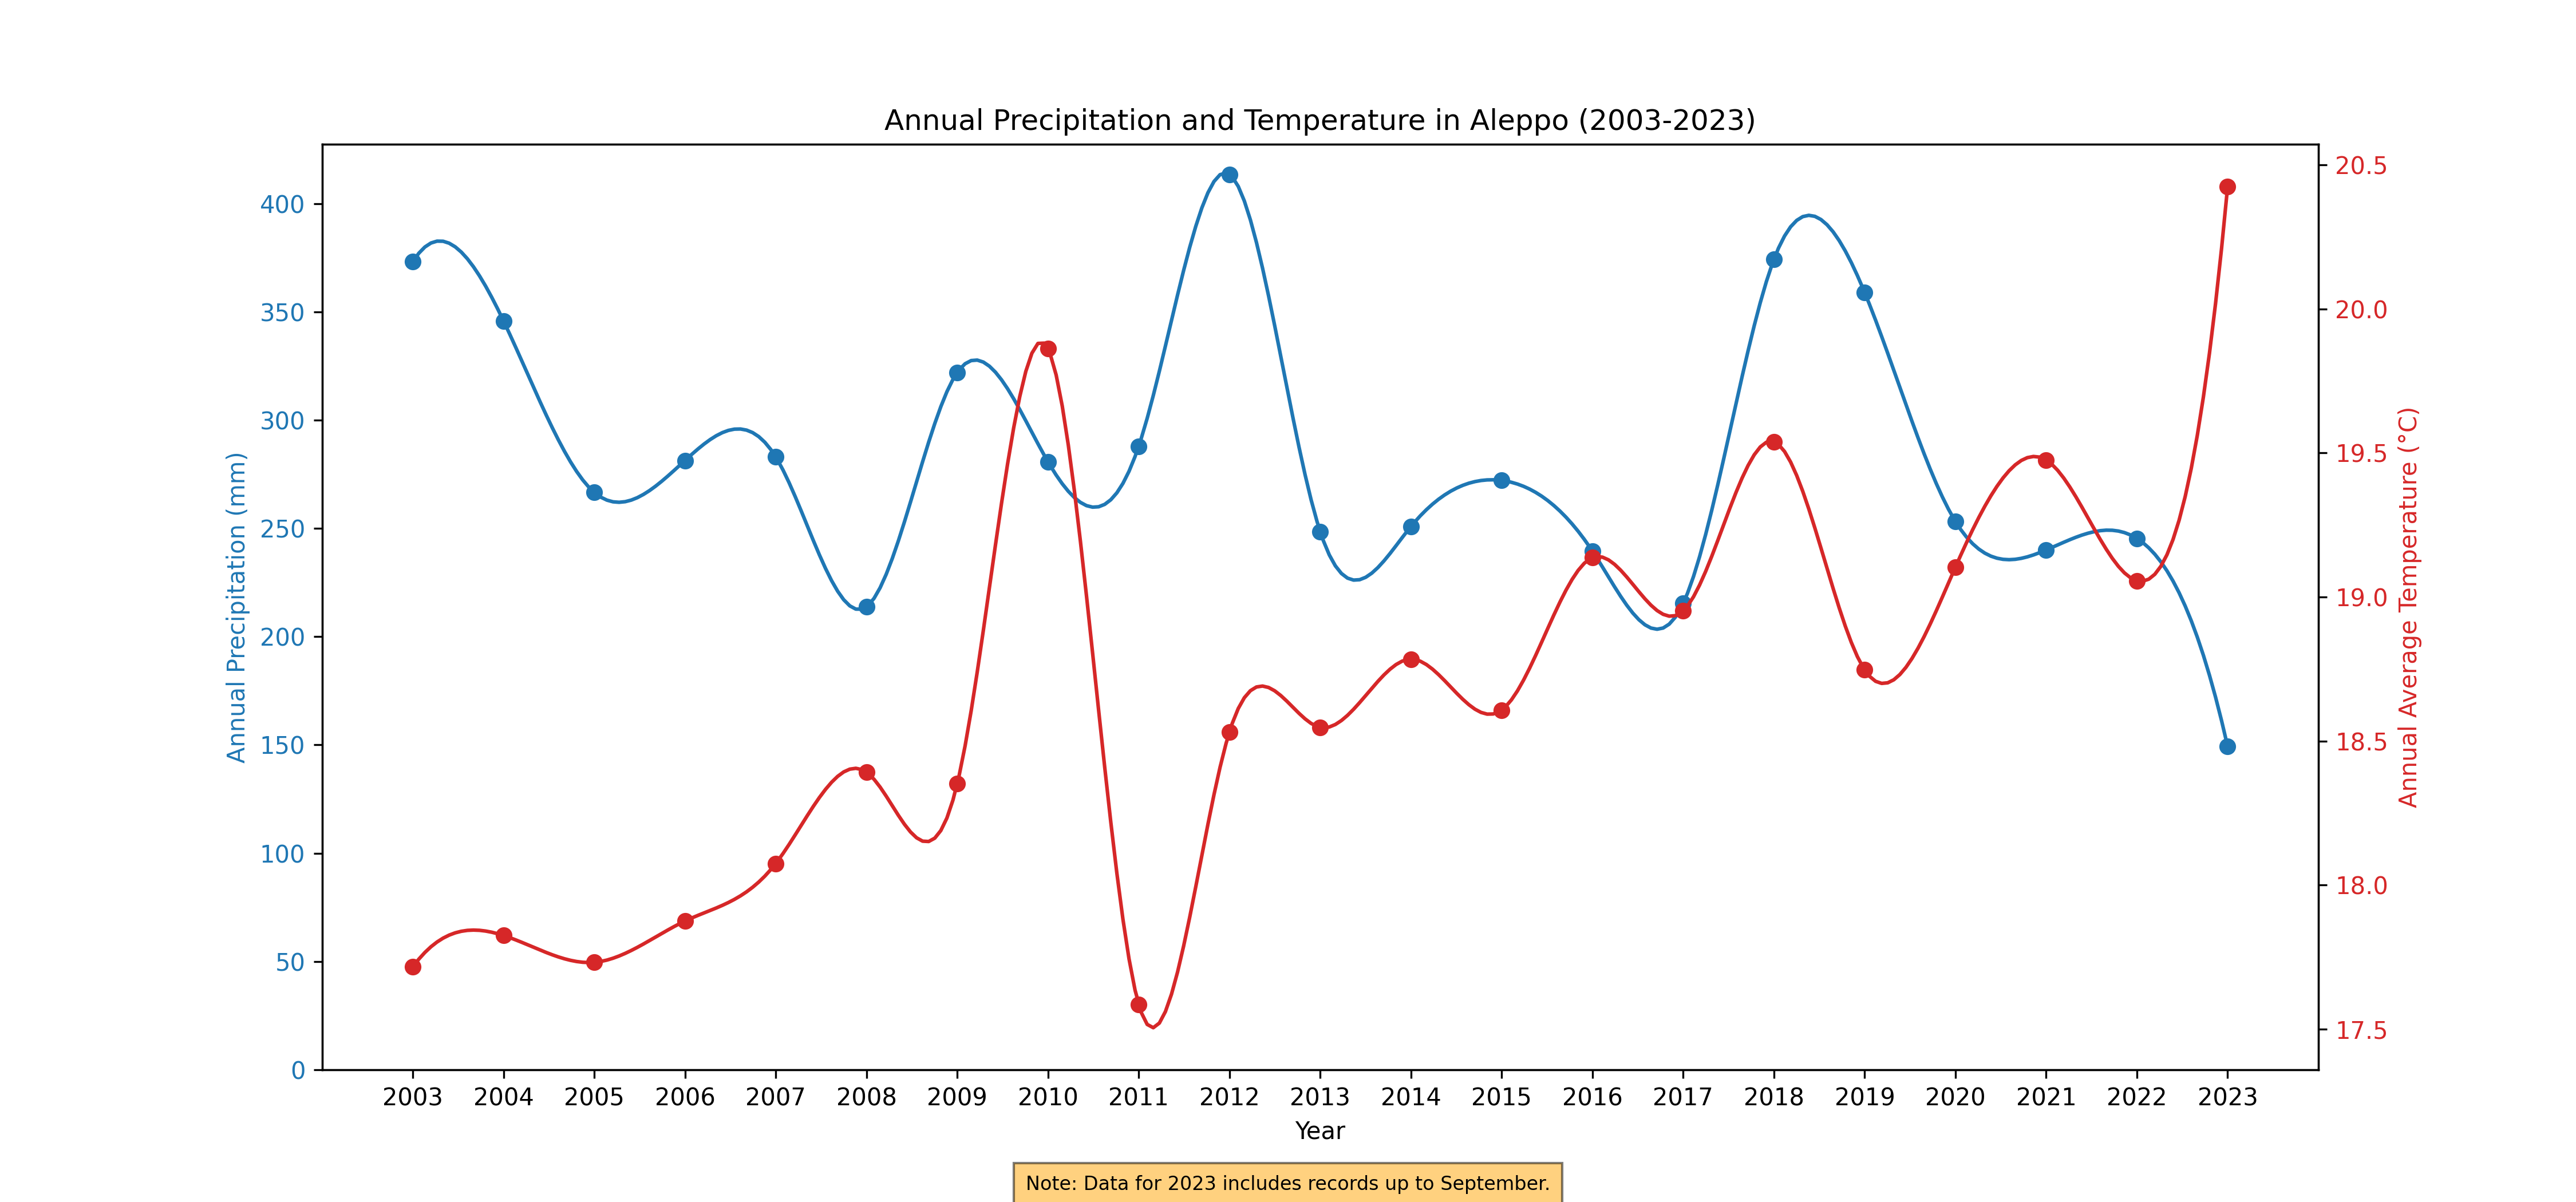 Annual Precipitation and Temperature in Aleppo (2003-2023)
Annual Precipitation (mm)
400
350
300
250
200
150
100
50
0
20.5
20.0
19.5
19.0
18.5
18.0
17.5
Annual Average Temperature (°C)
2003 2004 2005 2006 2007 2008 2009 2010 2011 2012 2013 2014 2015 2016 2017 2018 2019 2020 2021 2022 2023
Year
Note: Data for 2023 includes records up to September.